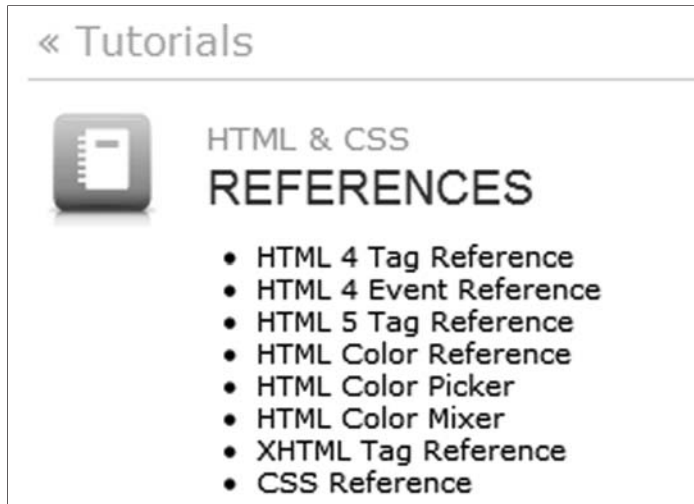 « Tutorials
HTML & CSS
REFERENCES
• HTML 4 Tag Reference
• HTML 4 Event Reference
• HTML 5 Tag Reference
• HTML Color Reference
• HTML Color Picker
• HTML Color Mixer
• XHTML Tag Reference
• CSS Reference